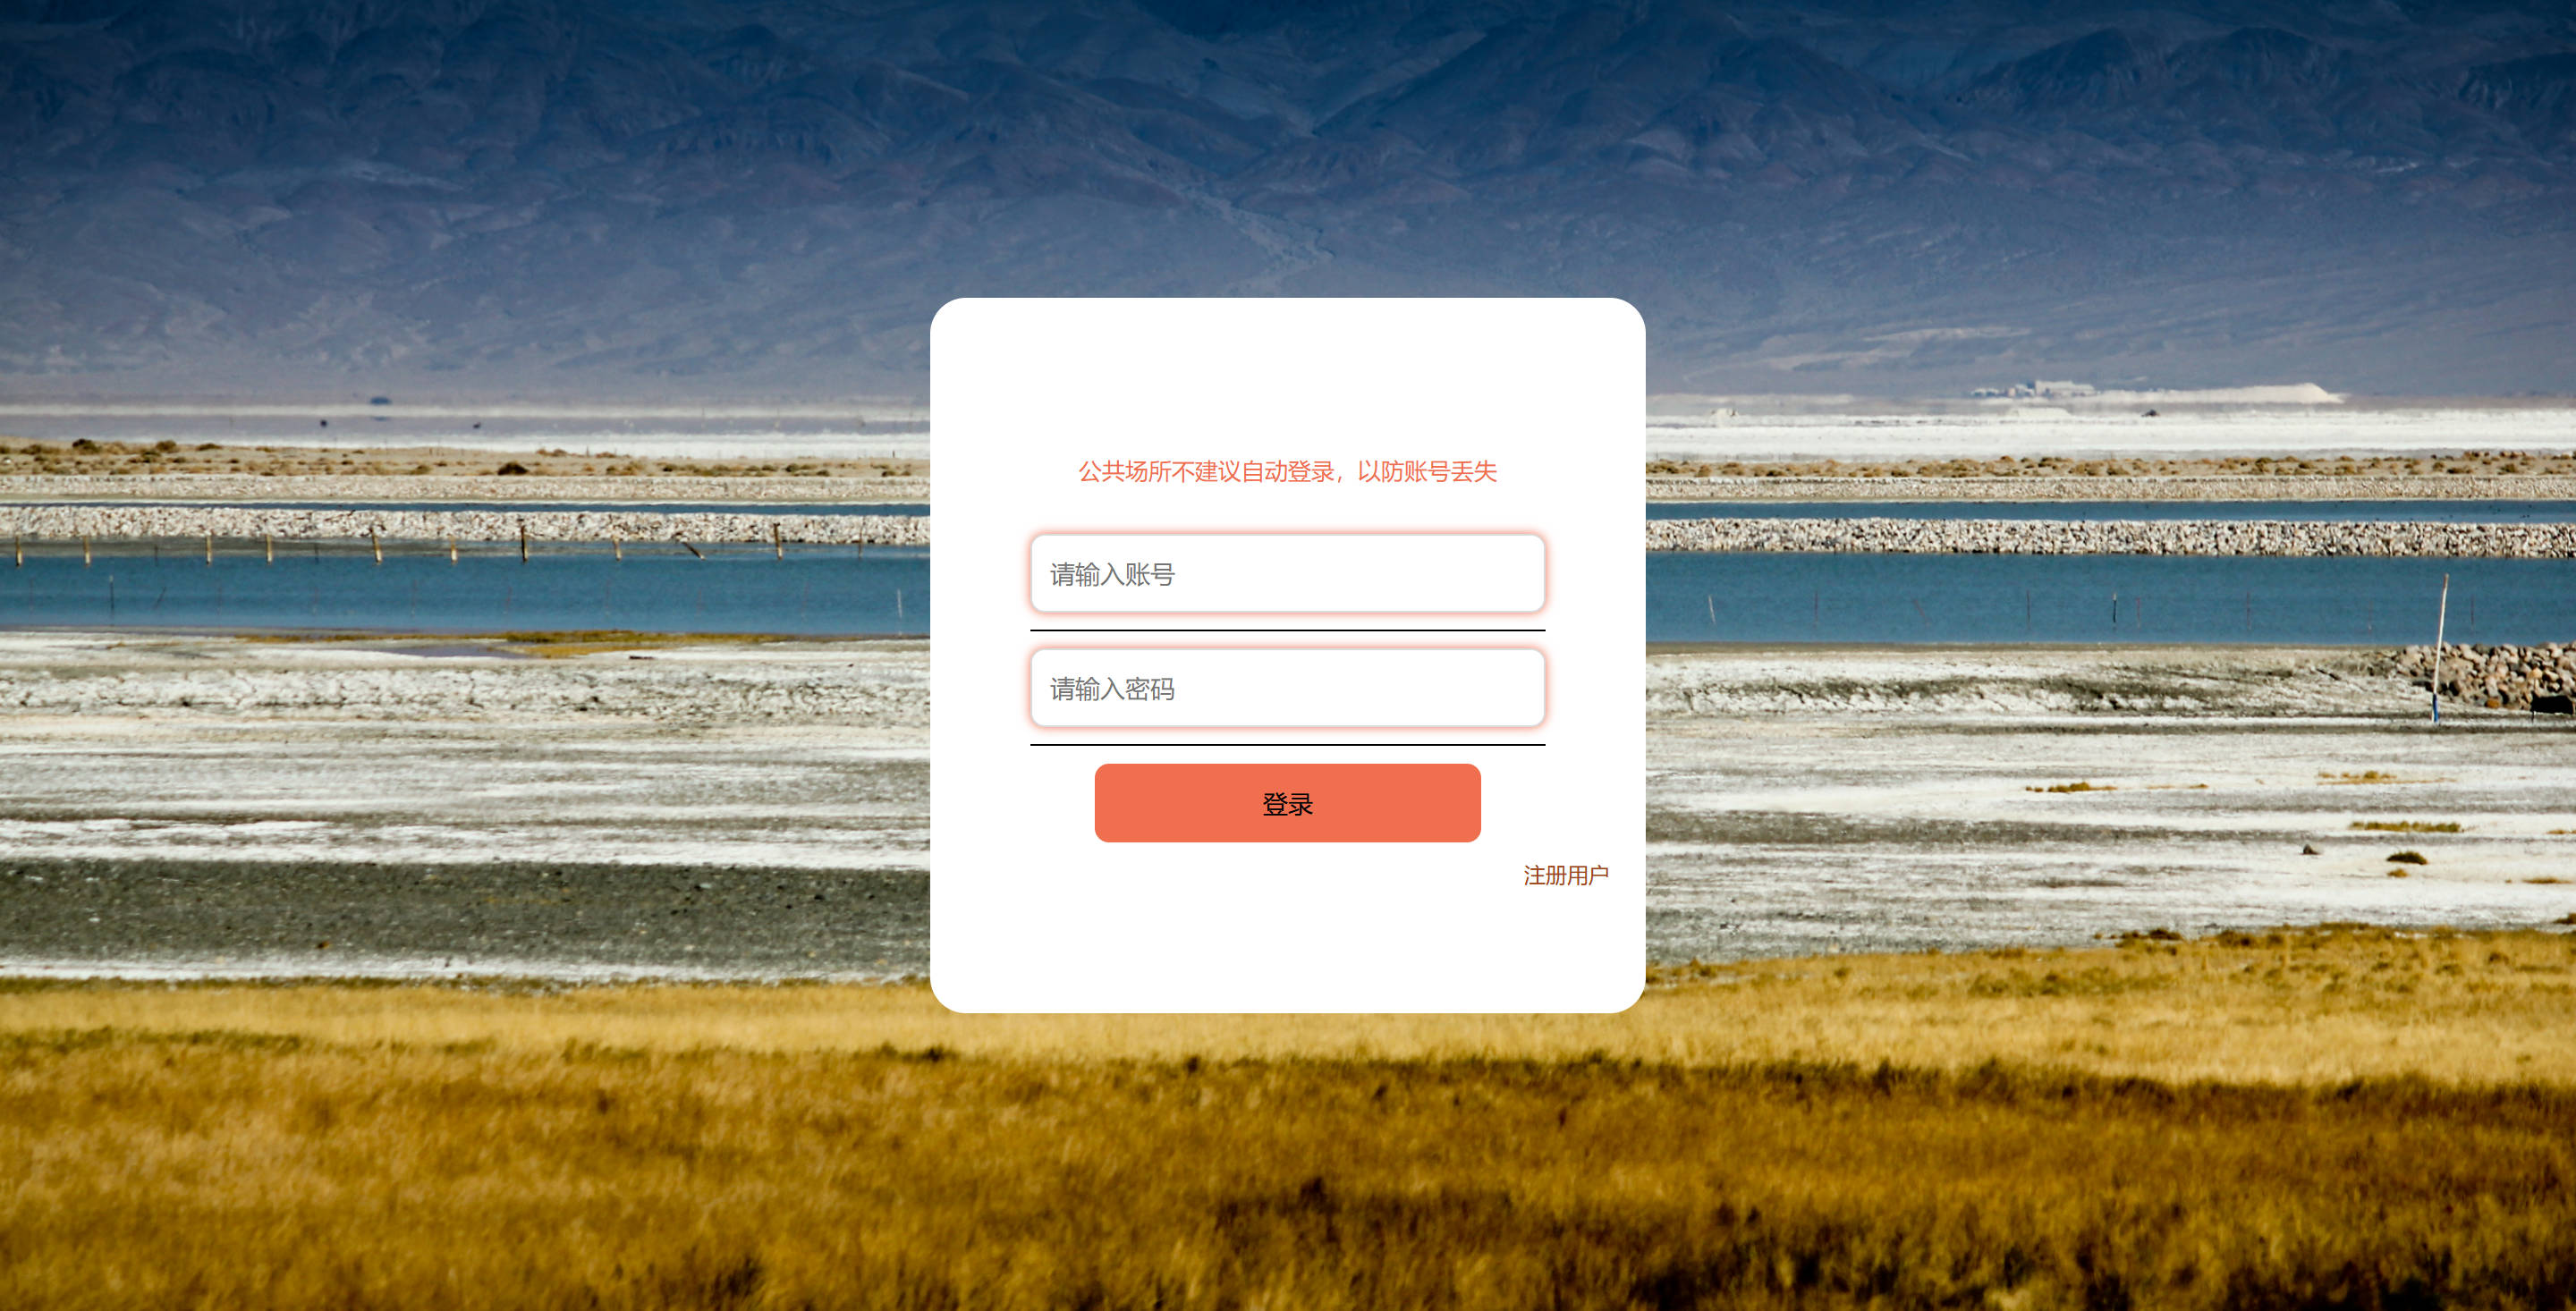 公共场所不建议自动登录，以防账号丢失
请输入账号
请输入密码
登录
注册用户